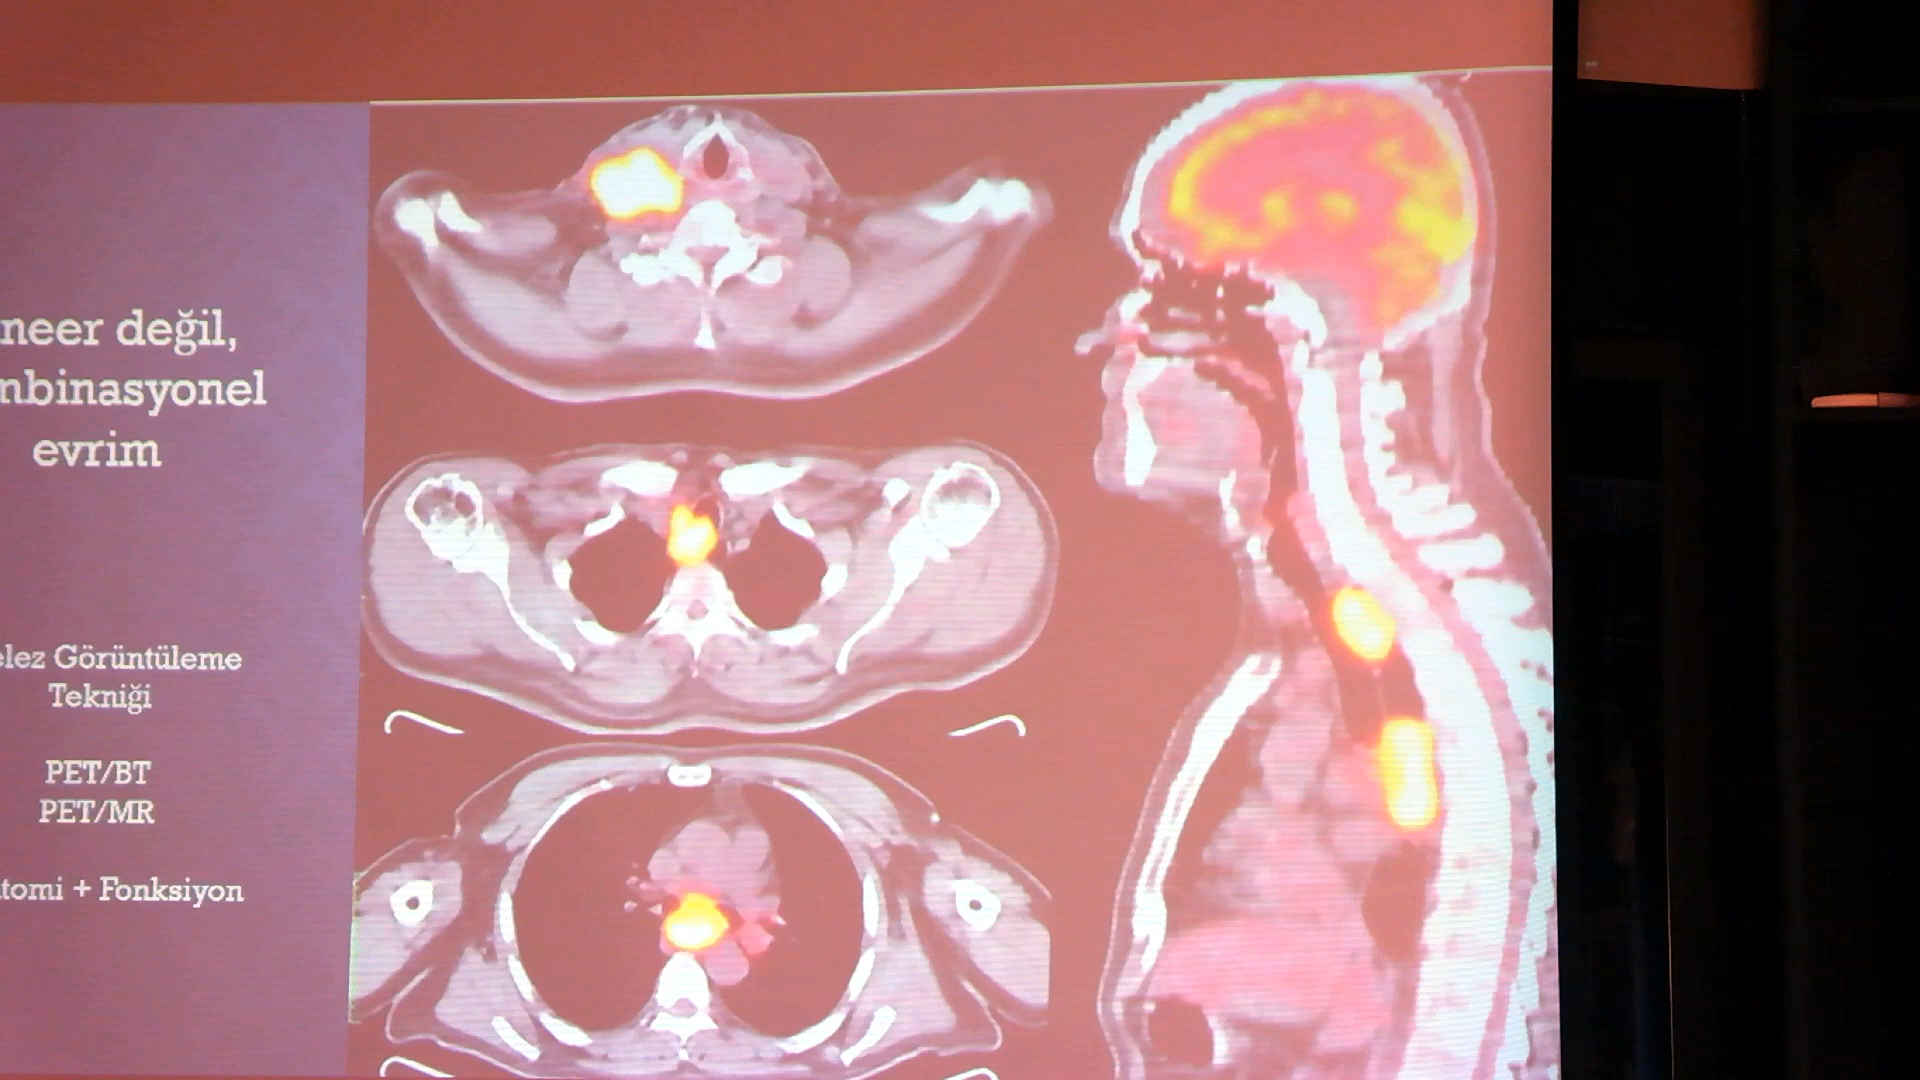 neer değil,
mbinasyonel
evrim
elez Görüntüleme
Tekniği
PET/BT
PET/MR
tomi + Fonksiyon